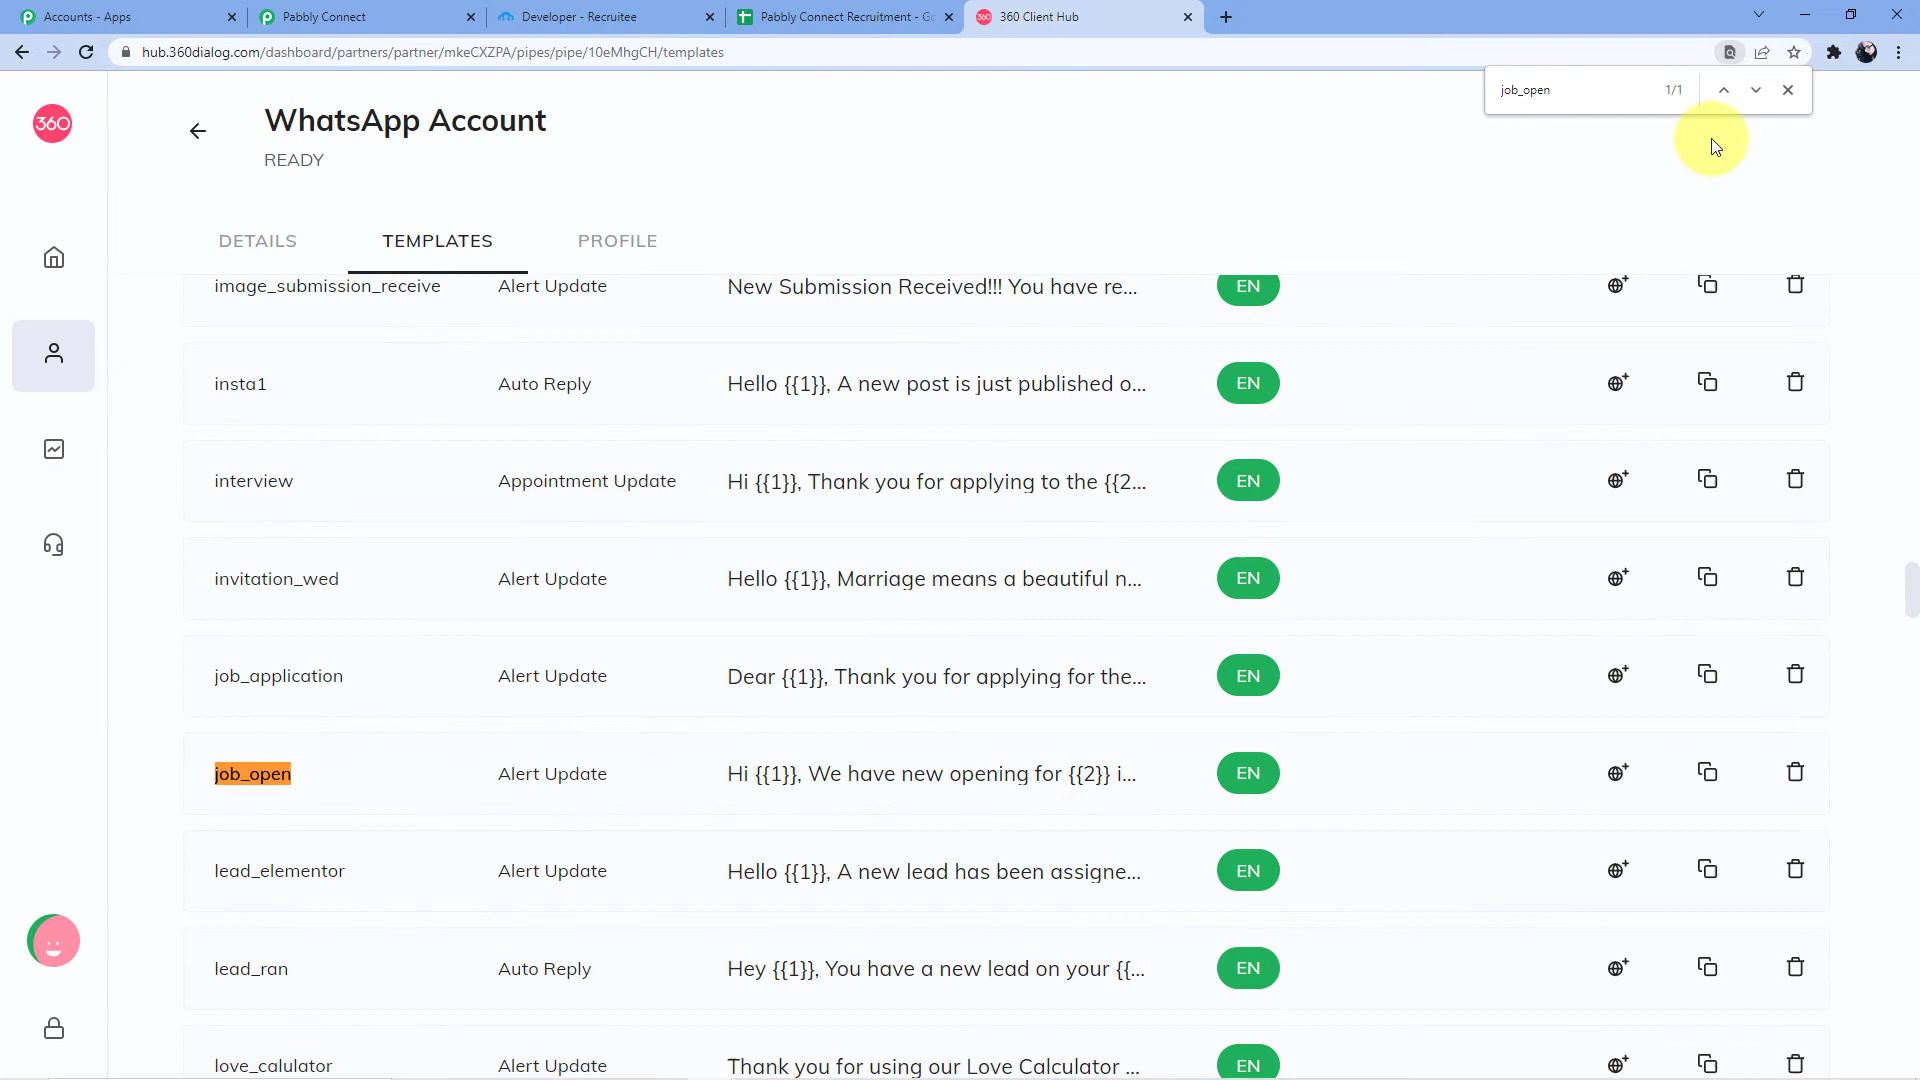 Accounts - Apps
Pabbly Connect
Developer - Recruitee
Pabbly Connect Recruitment - Go
360 Client Hub
hub.360dialog.com/dashboard/partners/partner/mkeCXZPA/pipes/pipe/10eMhgCH/templates
job_open 1/1
360
WhatsApp Account
READY
DETAILS TEMPLATES PROFILE
image_submission_receive Alert Update New Submission Received!!! You have re... EN
insta1 Auto Reply Hello {{1}}, A new post is just published o... EN
interview Appointment Update Hi {{1}}, Thank you for applying to the {{2... EN
invitation_wed Alert Update Hello {{1}}, Marriage means a beautiful n... EN
job_application Alert Update Dear {{1}}, Thank you for applying for the... EN
job_open Alert Update Hi {{1}}, We have new opening for {{2}} i... EN
lead_elementor Alert Update Hello {{1}}, A new lead has been assigne... EN
lead_ran Auto Reply Hey {{1}}, You have a new lead on your {{... EN
love_calulator Alert Update Thank you for using our Love Calculator ... EN